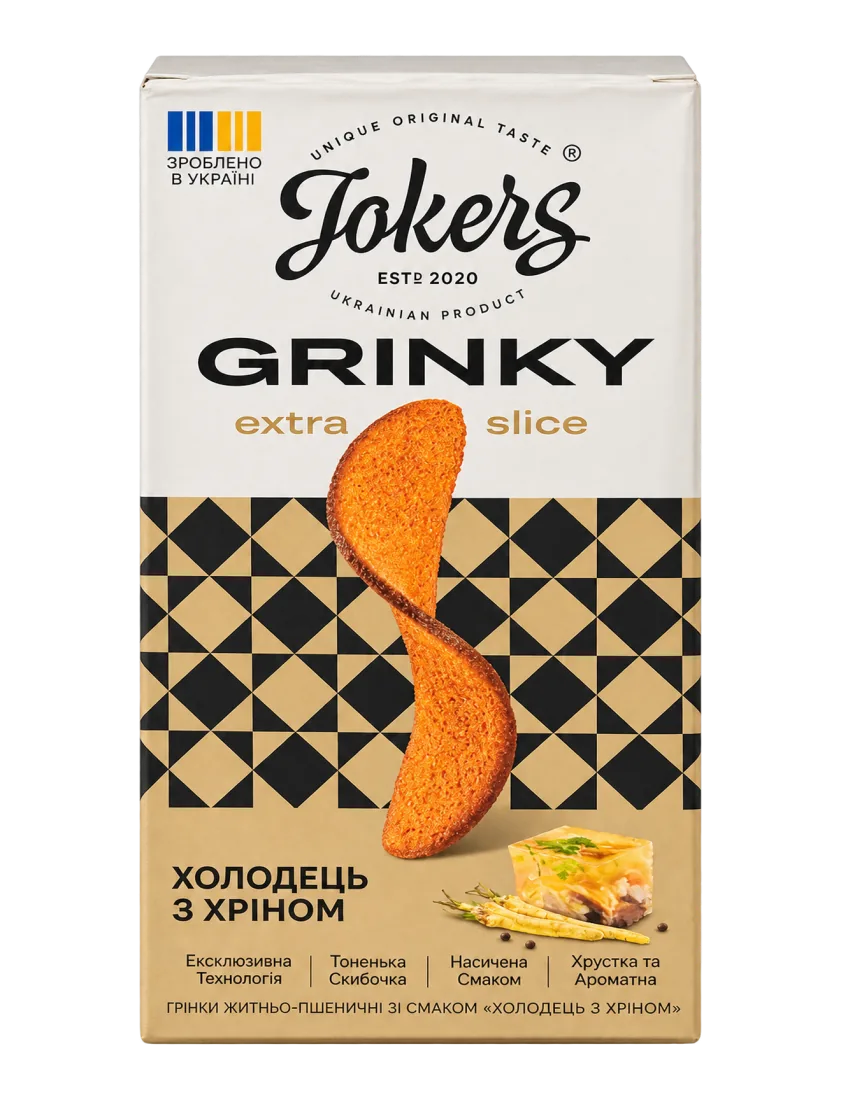 ЗРОБЛЕНО
В УКРАЇНІ
UNIQUE ORIGINAL TASTE ®
Jokers
ESTD 2020
UKRAINIAN PRODUCT
GRINKY
extra slice
ХОЛОДЕЦЬ
З ХРІНОМ
Ексклюзивна
Технологія
Тоненька
Скибочка
Насичена
Смаком
Хрустка та
Ароматна
ГРІНКИ ЖИТНЬО-ПШЕНИЧНІ ЗІ СМАКОМ «ХОЛОДЕЦЬ З ХРІНОМ»